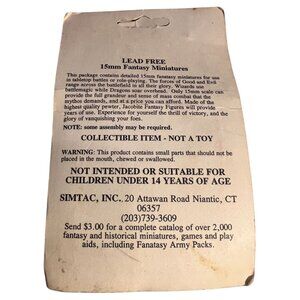 LEAD FREE
15mm Fantasy Miniatures
This package contains detailed 15mm fantasy miniatures for use
in tabletop battles or role-playing. The forces of Good and Evil
range across the battlefield in all their glory. Wizards use
battlemagic while Dragons soar overhead. Only 15mm scale can
provide the full grandeur and sense of mass combat that the
mythos demands, and at a price you can afford. Made of the
highest quality pewter, Jacobite Fantasy Figures will provide
years of use. Experience for yourself the thrill of victory, and the
glory of vanquishing your foes.
NOTE: some assembly may be required.
COLLECTIBLE ITEM - NOT A TOY
WARNING: This product contains small parts that should not be
placed in the mouth, chewed or swallowed.
NOT INTENDED OR SUITABLE FOR
CHILDREN UNDER 14 YEARS OF AGE
SIMTAC, INC. 20 Attawan Road Niantic, CT
06357
(203)739-3609
Send $3.00 for a complete catalog of over 2,000
fantasy and historical miniatures, games and play
aids, including Fanatasy Army Packs.